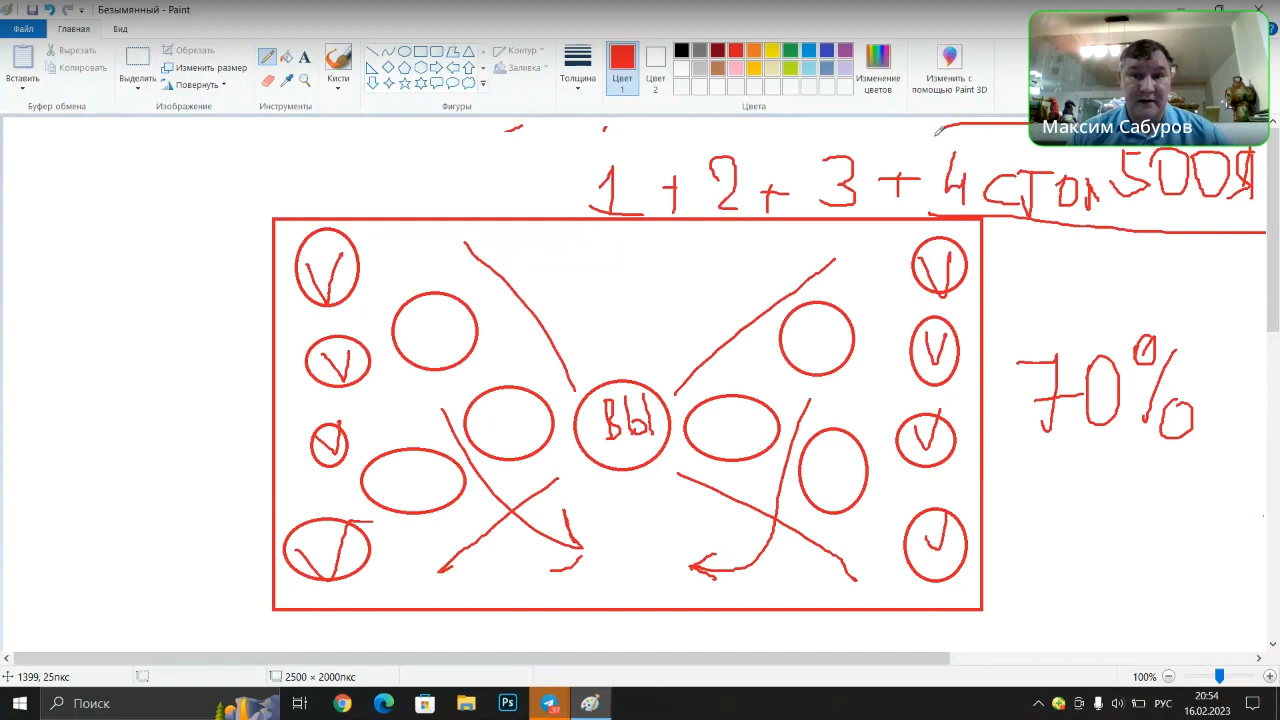 Безымянный - Paint
Файл
Главная
Вид
Вставить
Вырезать
Копировать
Буфер обмена
Выделить
Обрезать
Изменить размер
Повернуть
Изображение
Инструменты
Кисти
Контур
Заливка
Фигуры
Толщина
Цвет 1
Цвет 2
Изменение цветов
Цвета
Изменить с помощью Paint 3D
Максим Сабуров
1 + 2 + 3 + 4 стол 5000$
V
V
V
V
V
V
V
V
ВЫ
70%
1399, 25пкс
2500 × 2000пкс
100%
Поиск
97
РУС
20:54
16.02.2023